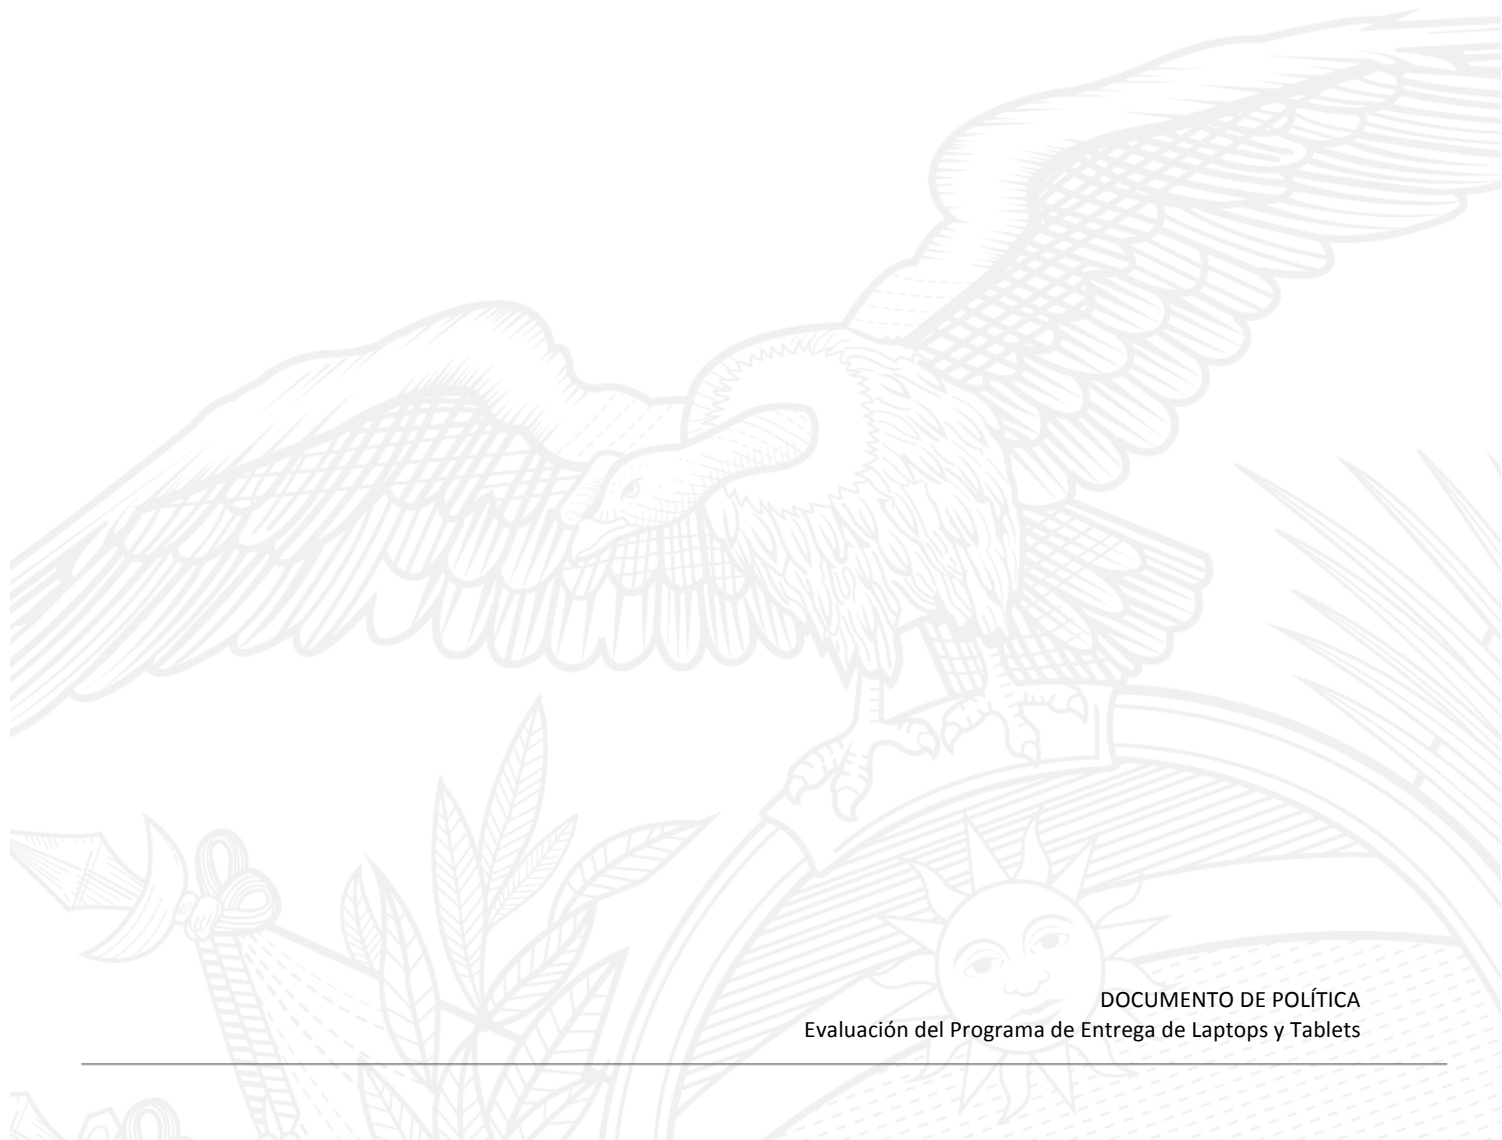 DOCUMENTO DE POLÍTICA
Evaluación del Programa de Entrega de Laptops y Tablets